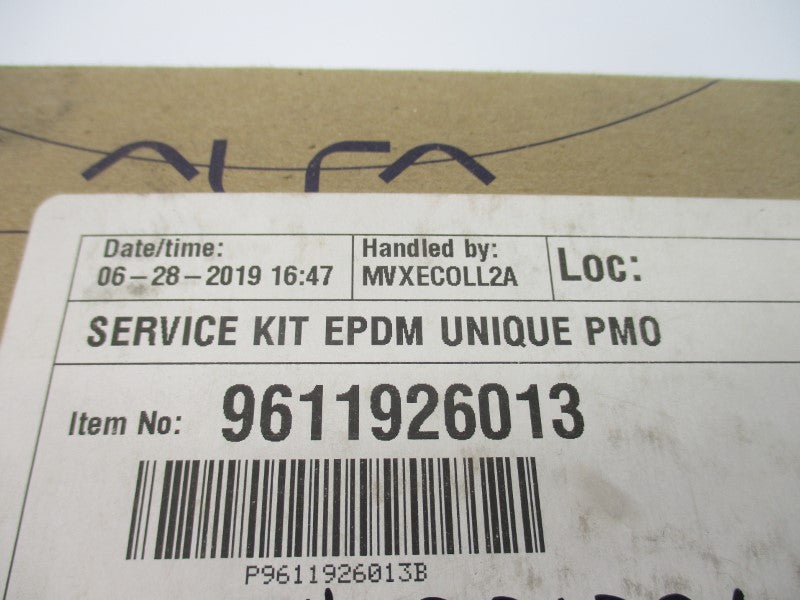 ALFA
Date/time: Handled by: Loc:
06-28-2019 16:47 MVXECOLL2A
SERVICE KIT EPDM UNIQUE PMO
Item No: 9611926013
P9611926013B